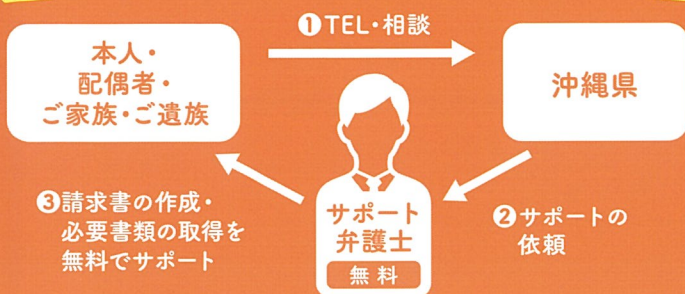 ❶TEL・相談
本人・
配偶者・
ご家族・ご遺族
沖縄県
❸請求書の作成・
必要書類の取得を
無料でサポート
サポート
弁護士
無料
❷サポートの
依頼